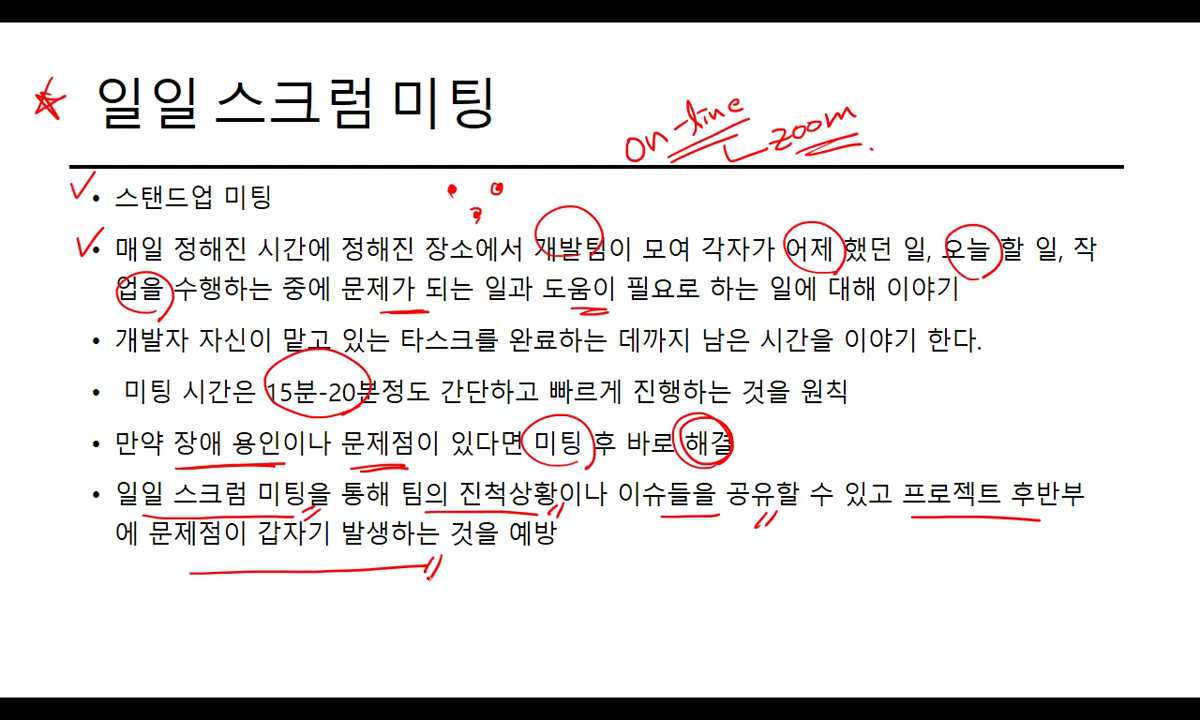 일일 스크럼 미팅
on-line zoom.
• 스탠드업 미팅
• 매일 정해진 시간에 정해진 장소에서 개발팀이 모여 각자가 어제 했던 일, 오늘 할 일, 작
업을 수행하는 중에 문제가 되는 일과 도움이 필요로 하는 일에 대해 이야기
• 개발자 자신이 맡고 있는 타스크를 완료하는 데까지 남은 시간을 이야기 한다.
• 미팅 시간은 15분-20분정도 간단하고 빠르게 진행하는 것을 원칙
• 만약 장애 용인이나 문제점이 있다면 미팅 후 바로 해결
• 일일 스크럼 미팅을 통해 팀의 진척상황이나 이슈들을 공유할 수 있고 프로젝트 후반부
에 문제점이 갑자기 발생하는 것을 예방